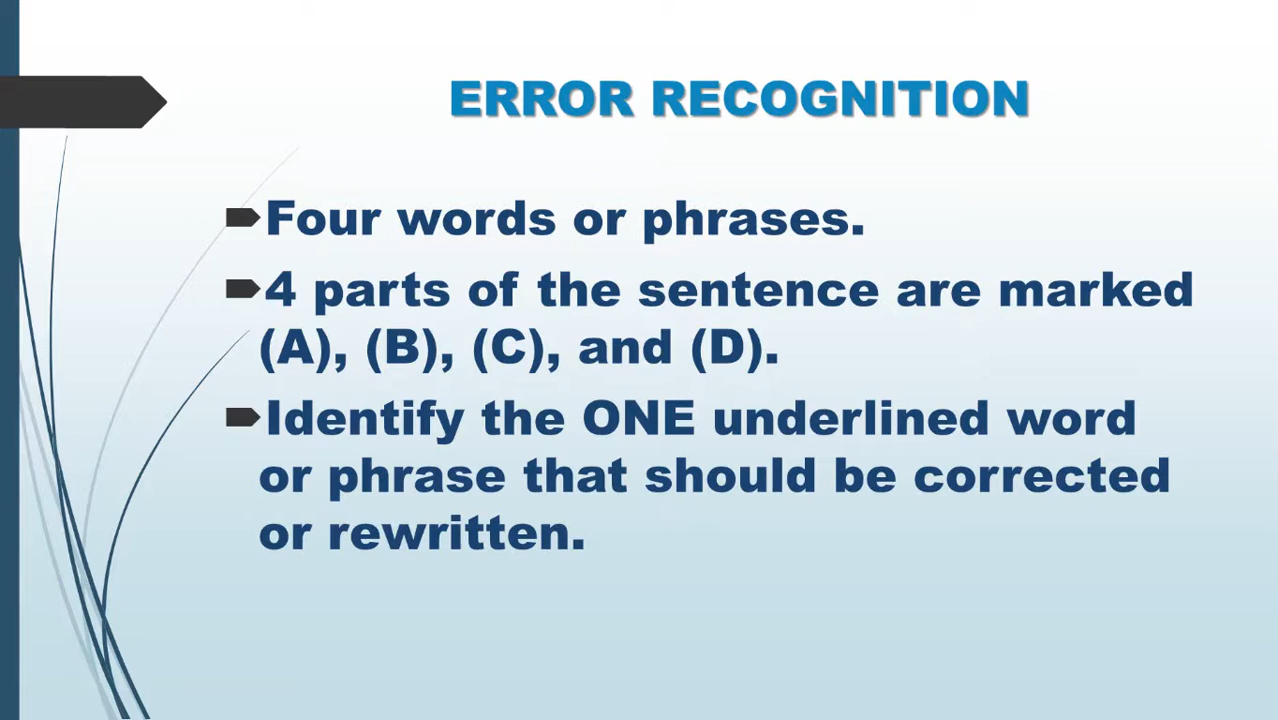 ERROR RECOGNITION
Four words or phrases.
4 parts of the sentence are marked
(A), (B), (C), and (D).
Identify the ONE underlined word
or phrase that should be corrected
or rewritten.